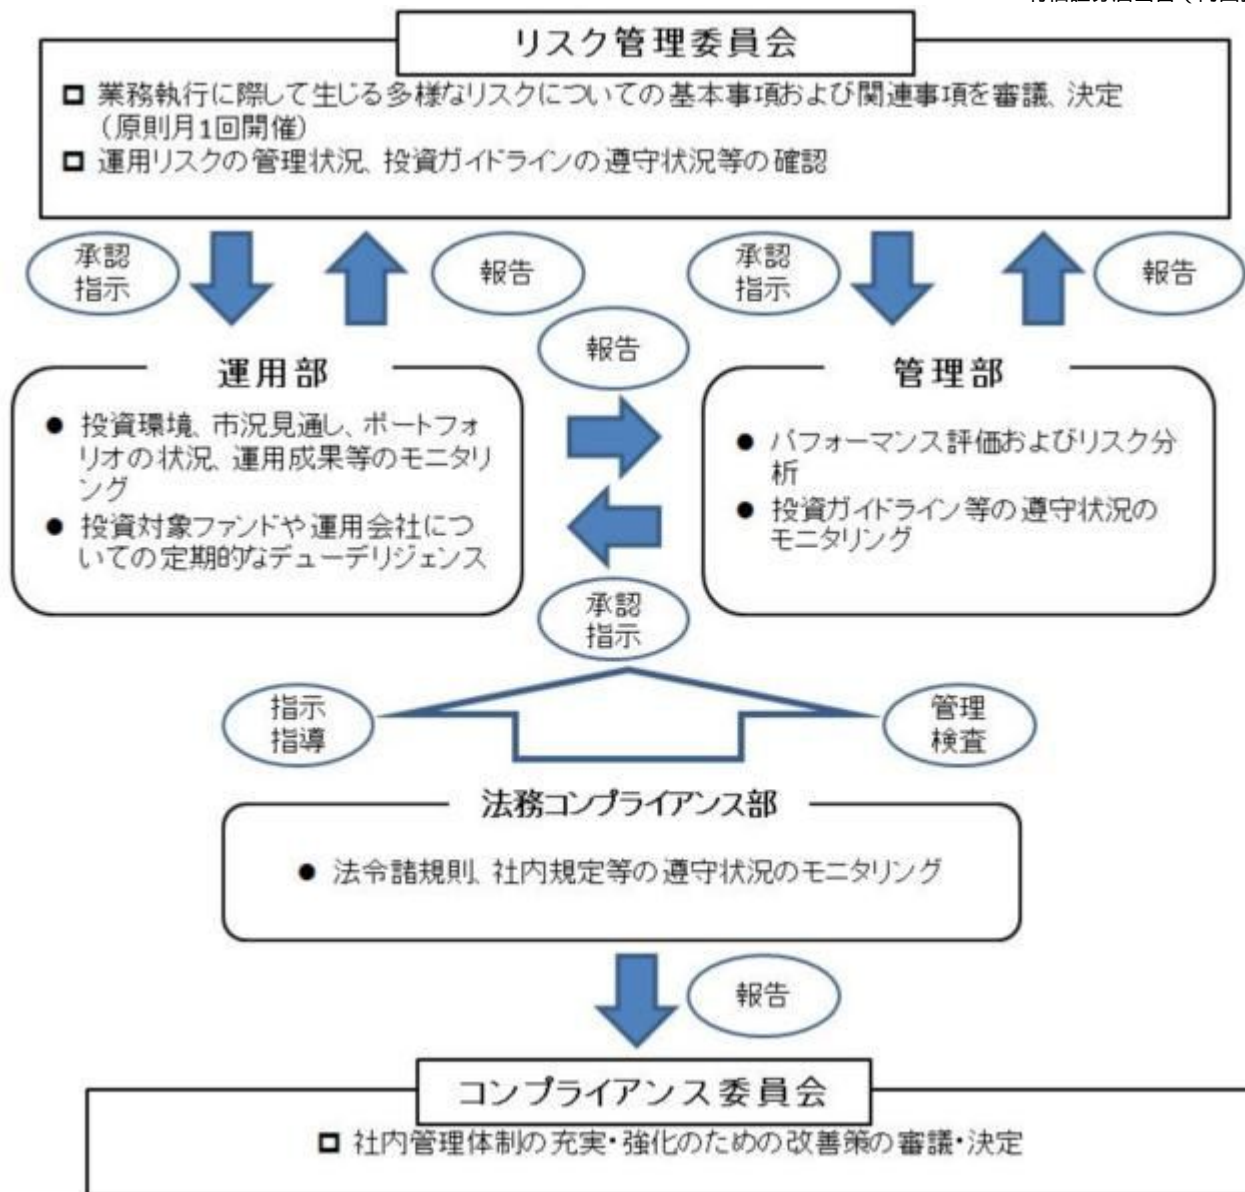 リスク管理委員会
業務執行に際して生じる多様なリスクについての基本事項および関連事項を審議、決定
（原則月1回開催）
運用リスクの管理状況、投資ガイドラインの遵守状況等の確認
承認
指示
報告
承認
指示
報告
報告
運用部
● 投資環境、市況見通し、ポートフォ
リオの状況、運用成果等のモニタリ
ング
● 投資対象ファンドや運用会社につ
いての定期的なデューデリジェンス
管理部
● パフォーマンス評価およびリスク分
析
● 投資ガイドライン等の遵守状況の
モニタリング
承認
指示
指示
指導
管理
検査
法務コンプライアンス部
● 法令諸規則、社内規定等の遵守状況のモニタリング
報告
コンプライアンス委員会
社内管理体制の充実・強化のための改善策の審議・決定